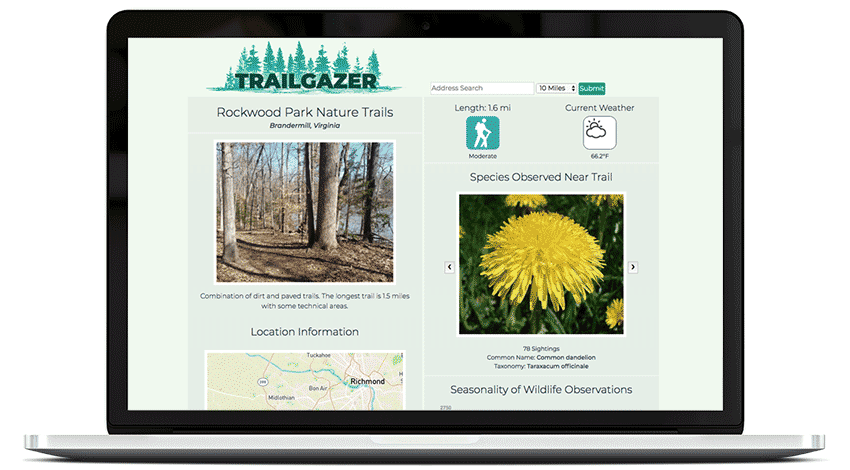 TRAILGAZER
Address Search
10 Miles
Submit
Rockwood Park Nature Trails
Brandermill, Virginia
Combination of dirt and paved trails. The longest trail is 1.5 miles
with some technical areas.
Location Information
Tuckahoe
Richmond
Bon Air
Midlothian
Length: 1.6 mi
Moderate
Current Weather
66.2°F
Species Observed Near Trail
78 Sightings
Common Name: Common dandelion
Taxonomy: Taraxacum officinale
Seasonality of Wildlife Observations